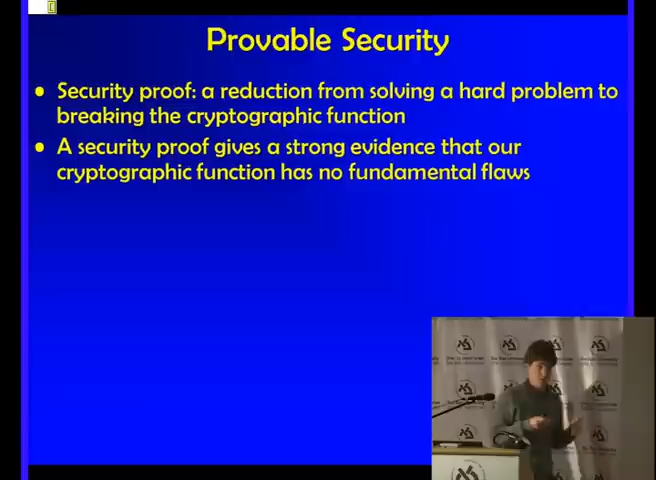 Provable Security
• Security proof: a reduction from solving a hard problem to
breaking the cryptographic function
• A security proof gives a strong evidence that our
cryptographic function has no fundamental flaws